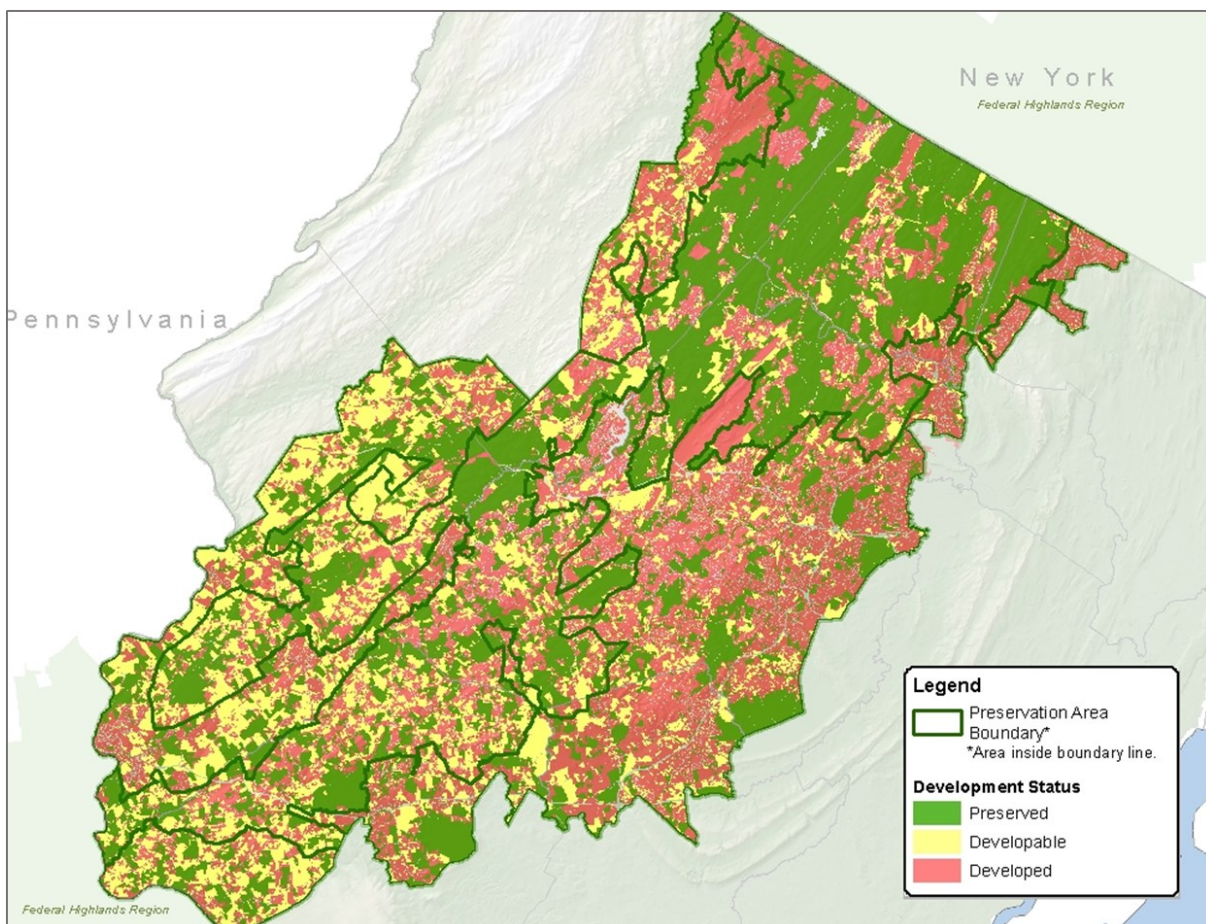 New York
Federal Highlands Region
Pennsylvania
Legend
Preservation Area
Boundary*
*Area inside boundary line.
Development Status
Preserved
Developable
Developed
Federal Highlands Region